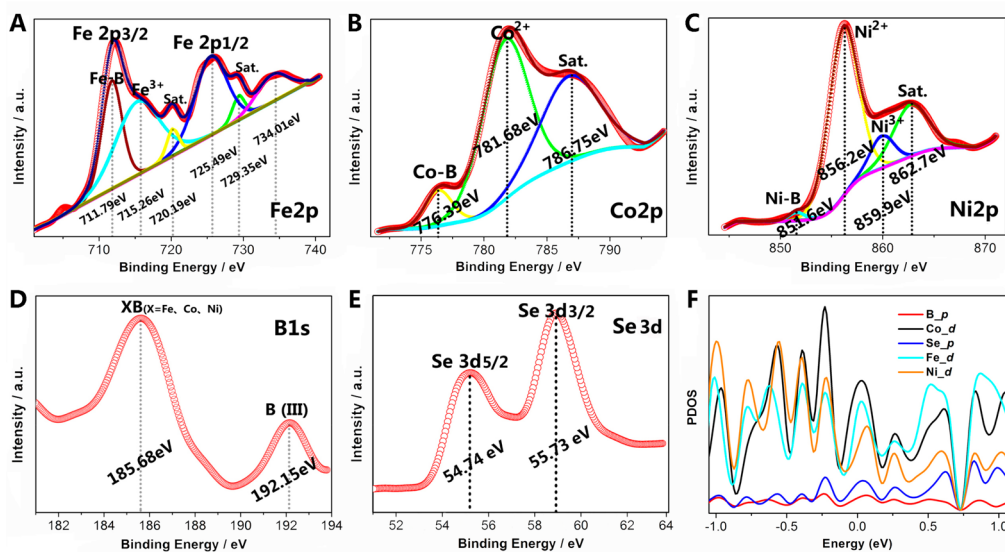 A
Fe 2p3/2
Fe 2p1/2
Fe-B
Fe3+
Sat.
Sat.
711.79eV
715.26eV
720.19eV
725.49eV
729.35eV
734.01eV
Fe2p
Intensity / a.u.
710 720 730 740
Binding Energy / eV
B
Co2+
Sat.
Co-B
776.39eV
781.68eV
786.75eV
Co2p
Intensity / a.u.
775 780 785 790
Binding Energy / eV
C
Ni2+
Sat.
Ni3+
Ni-B
851.6eV
856.2eV
859.9eV
862.7eV
Ni2p
Intensity / a.u.
850 860 870
Binding Energy / eV
D
XB(X=Fe、Co、Ni)
B1s
B (III)
185.68eV
192.15eV
Intensity / a.u.
182 184 186 188 190 192 194
Binding Energy / eV
E
Se 3d3/2
Se 3d
Se 3d5/2
54.74 eV
55.73 eV
Intensity / a.u.
52 54 56 58 60 62 64
Binding Energy / eV
F
B_p
Co_d
Se_p
Fe_d
Ni_d
PDOS
-1.0 -0.5 0.0 0.5 1.0
Energy (eV)